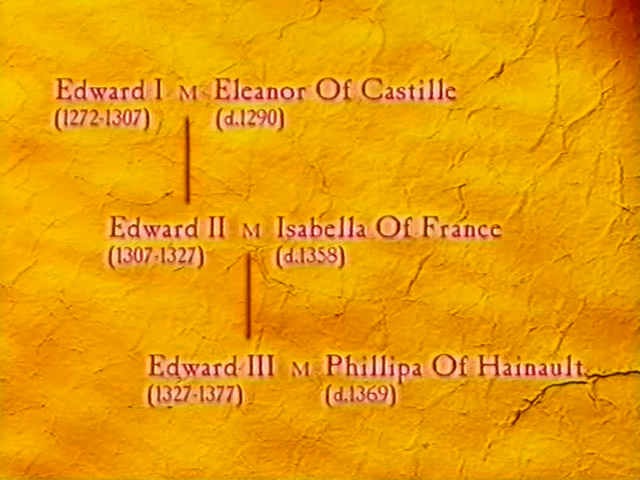 Edward I M Eleanor Of Castille
(1272-1307) (d.1290)
Edward II M Isabella Of France
(1307-1327) (d.1358)
Edward III M Phillipa Of Hainault
(1327-1377) (d.1369)